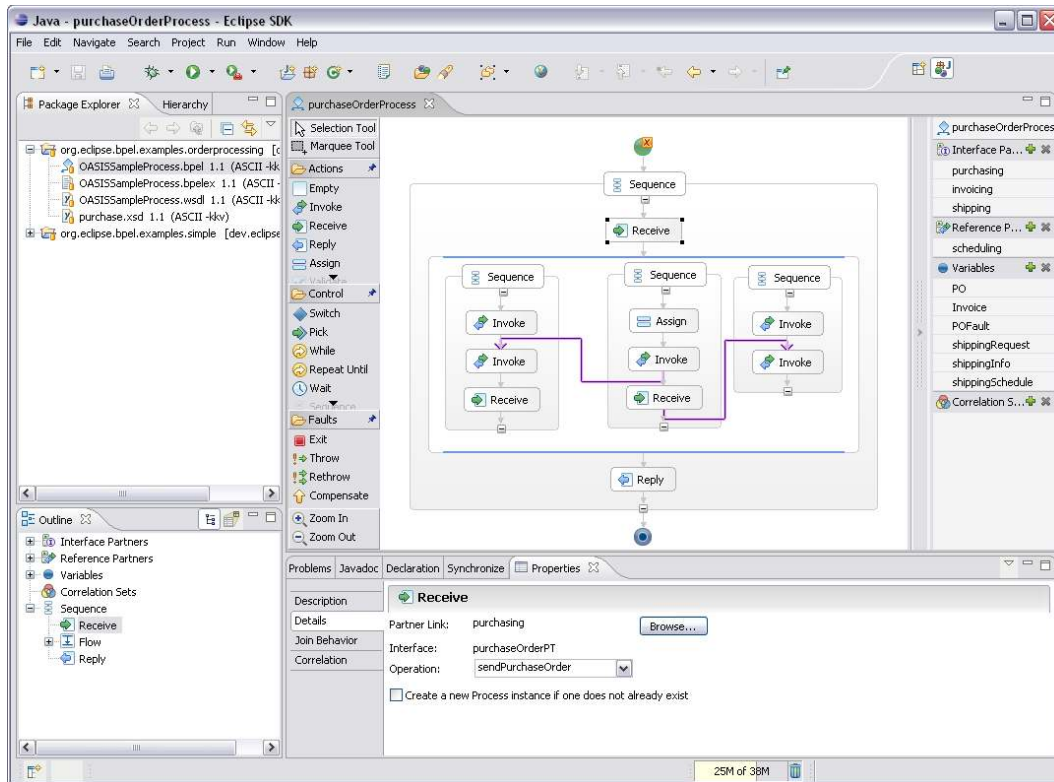 Java - purchaseOrderProcess - Eclipse SDK
File Edit Navigate Search Project Run Window Help
Package Explorer Hierarchy
org.eclipse.bpel.examples.orderprocessing [c
OASISSampleProcess.bpel 1.1 (ASCII -kk
OASISSampleProcess.bpelex 1.1 (ASCII -
OASISSampleProcess.wsdl 1.1 (ASCII -kk
purchase.xsd 1.1 (ASCII -kkv)
org.eclipse.bpel.examples.simple [dev.eclipse
purchaseOrderProcess
Selection Tool
Marquee Tool
Actions
Empty
Invoke
Receive
Reply
Assign
Validate
Control
Switch
Pick
While
Repeat Until
Wait
Sequence
Faults
Exit
Throw
Rethrow
Compensate
Zoom In
Zoom Out
Sequence
Receive
Sequence
Invoke
Invoke
Receive
Sequence
Assign
Invoke
Receive
Sequence
Invoke
Invoke
Reply
purchaseOrderProces
Interface Pa...
purchasing
invoicing
shipping
Reference P...
scheduling
Variables
PO
Invoice
POFault
shippingRequest
shippingInfo
shippingSchedule
Correlation S...
Outline
Interface Partners
Reference Partners
Variables
Correlation Sets
Sequence
Receive
Flow
Reply
Problems Javadoc Declaration Synchronize Properties
Description
Details
Join Behavior
Correlation
Receive
Partner Link: purchasing Browse...
Interface: purchaseOrderPT
Operation: sendPurchaseOrder
Create a new Process instance if one does not already exist
25M of 38M